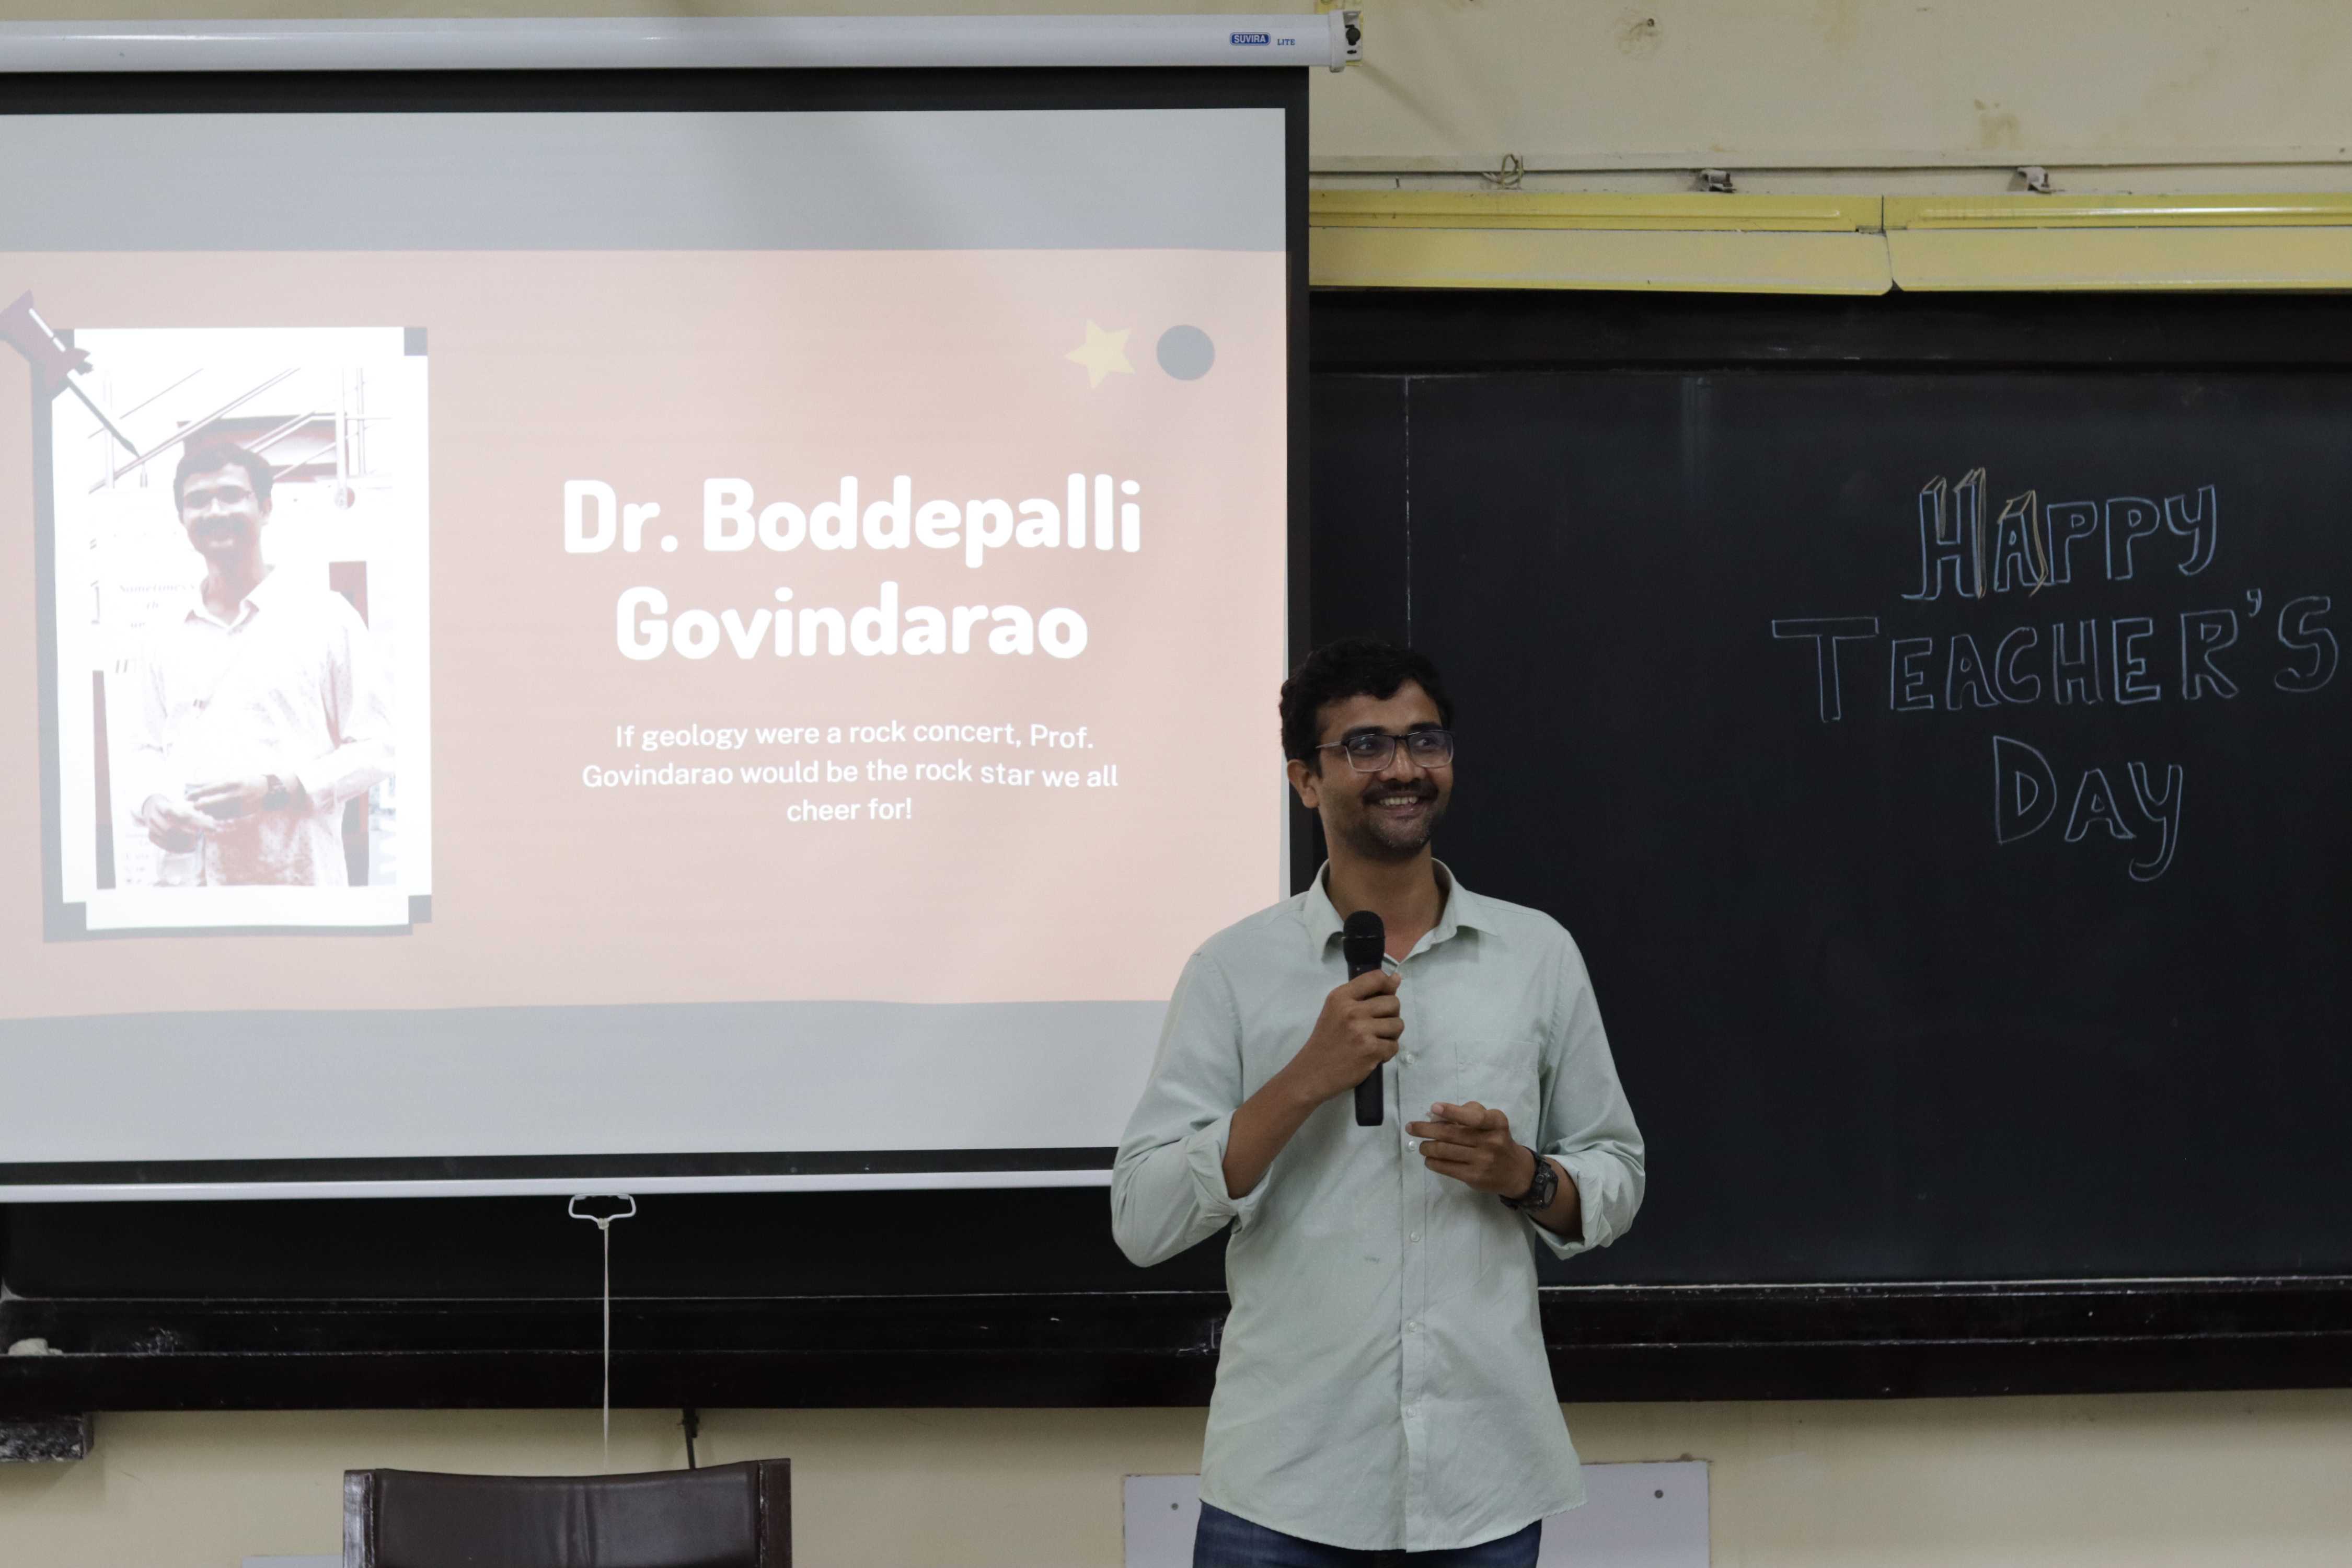 SUVIRA LITE
Dr. Boddepalli
Govindarao
If geology were a rock concert, Prof.
Govindarao would be the rock star we all
cheer for!
HAPPY
TEACHER'S
DAY